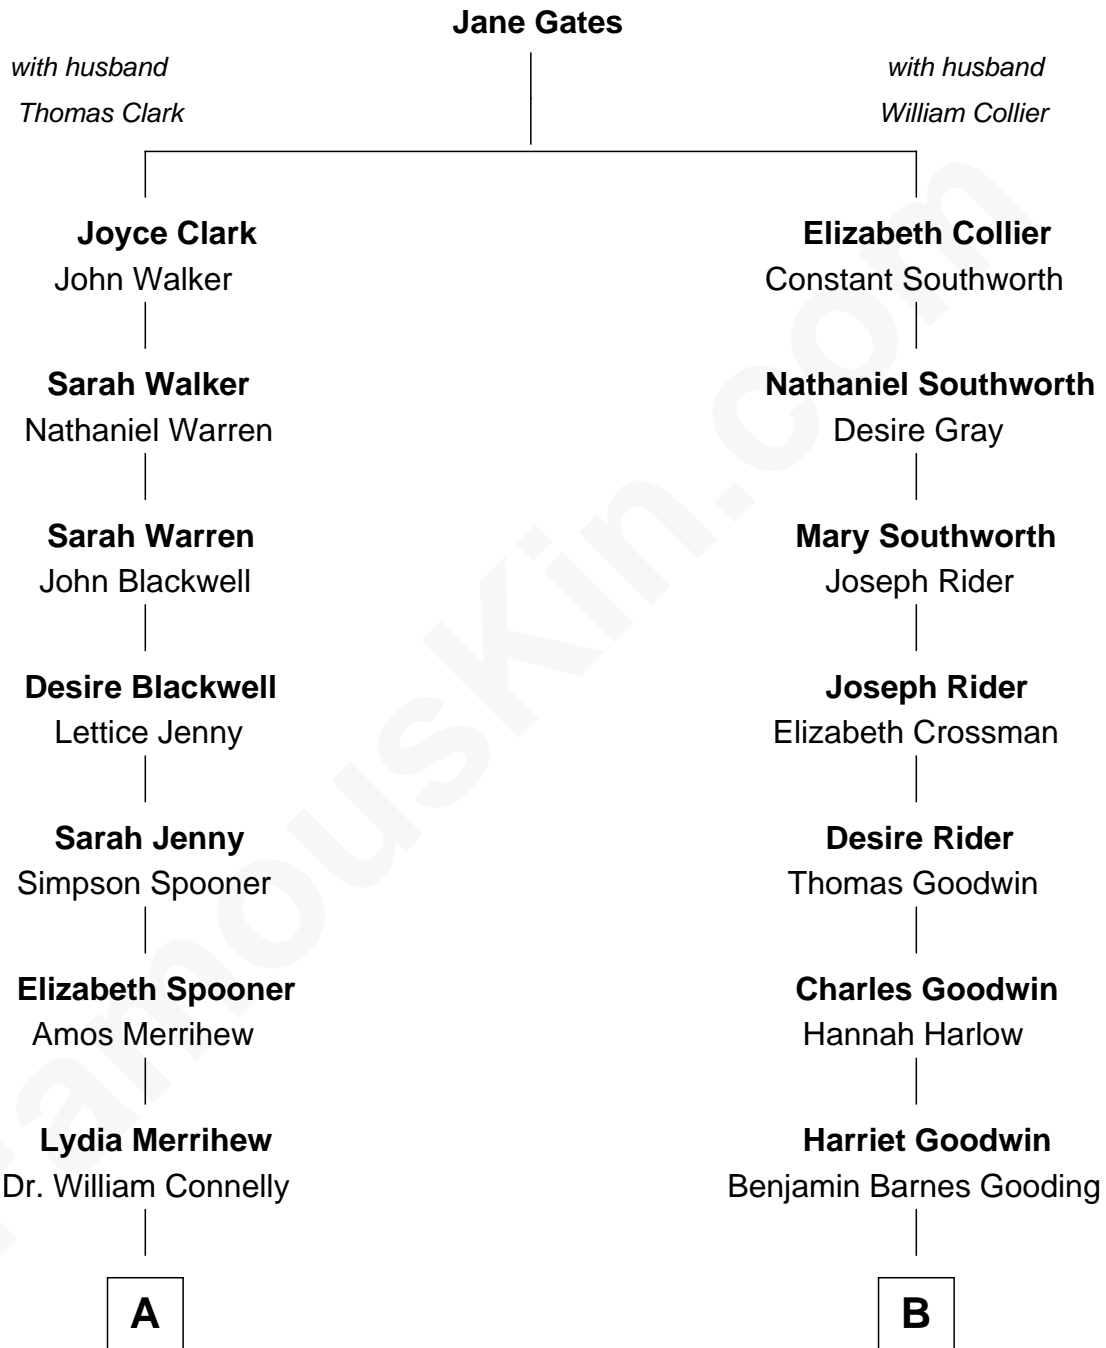 Jane Gates
with husband
Thomas Clark
with husband
William Collier
Joyce Clark
John Walker
Elizabeth Collier
Constant Southworth
Sarah Walker
Nathaniel Warren
Nathaniel Southworth
Desire Gray
Sarah Warren
John Blackwell
Mary Southworth
Joseph Rider
Desire Blackwell
Lettice Jenny
Joseph Rider
Elizabeth Crossman
Sarah Jenny
Simpson Spooner
Desire Rider
Thomas Goodwin
Elizabeth Spooner
Amos Merrihew
Charles Goodwin
Hannah Harlow
Lydia Merrihew
Dr. William Connelly
Harriet Goodwin
Benjamin Barnes Gooding
A
B
FamousKin.com